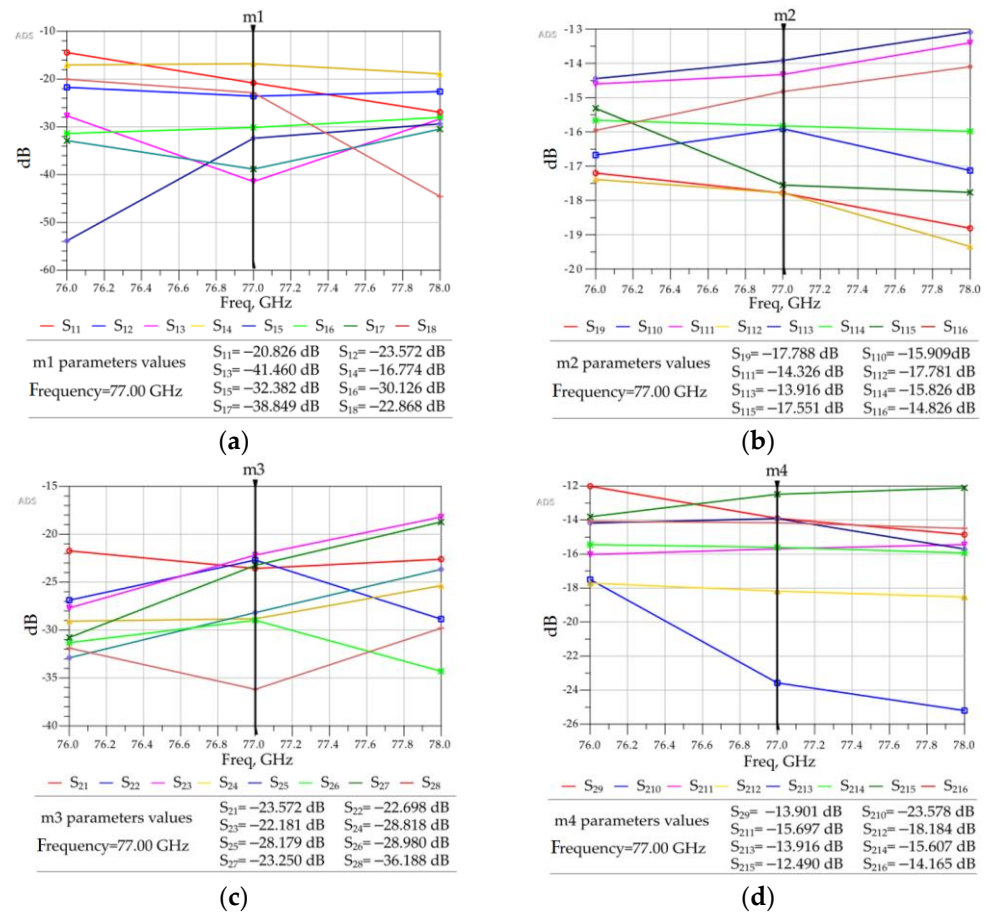 m1
ADS
-10
-20
-30
-40
-50
-60
dB
76.0 76.2 76.4 76.6 76.8 77.0 77.2 77.4 77.6 77.8 78.0
Freq, GHz
S11 S12 S13 S14 S15 S16 S17 S18
m1 parameters values
Frequency=77.00 GHz
S11= −20.826 dB S12= −23.572 dB
S13= −41.460 dB S14= −16.774 dB
S15= −32.382 dB S16= −30.126 dB
S17= −38.849 dB S18= −22.868 dB
(a)
m2
ADS
-13
-14
-15
-16
-17
-18
-19
-20
dB
76.0 76.2 76.4 76.6 76.8 77.0 77.2 77.4 77.6 77.8 78.0
Freq, GHz
S19 S110 S111 S112 S113 S114 S115 S116
m2 parameters values
Frequency=77.00 GHz
S19= −17.788 dB S110= −15.909dB
S111= −14.326 dB S112= −17.781 dB
S113= −13.916 dB S114= −15.826 dB
S115= −17.551 dB S116= −14.826 dB
(b)
m3
ADS
-15
-20
-25
-30
-35
-40
dB
76.0 76.2 76.4 76.6 76.8 77.0 77.2 77.4 77.6 77.8 78.0
Freq, GHz
S21 S22 S23 S24 S25 S26 S27 S28
m3 parameters values
Frequency=77.00 GHz
S21= −23.572 dB S22= −22.698 dB
S23= −22.181 dB S24= −28.818 dB
S25= −28.179 dB S26= −28.980 dB
S27= −23.250 dB S28= −36.188 dB
(c)
m4
ADS
-12
-14
-16
-18
-20
-22
-24
-26
dB
76.0 76.2 76.4 76.6 76.8 77.0 77.2 77.4 77.6 77.8 78.0
Freq, GHz
S29 S210 S211 S212 S213 S214 S215 S216
m4 parameters values
Frequency=77.00 GHz
S29= −13.901 dB S210= −23.578 dB
S211= −15.697 dB S212= −18.184 dB
S213= −13.916 dB S214= −15.607 dB
S215= −12.490 dB S216= −14.165 dB
(d)